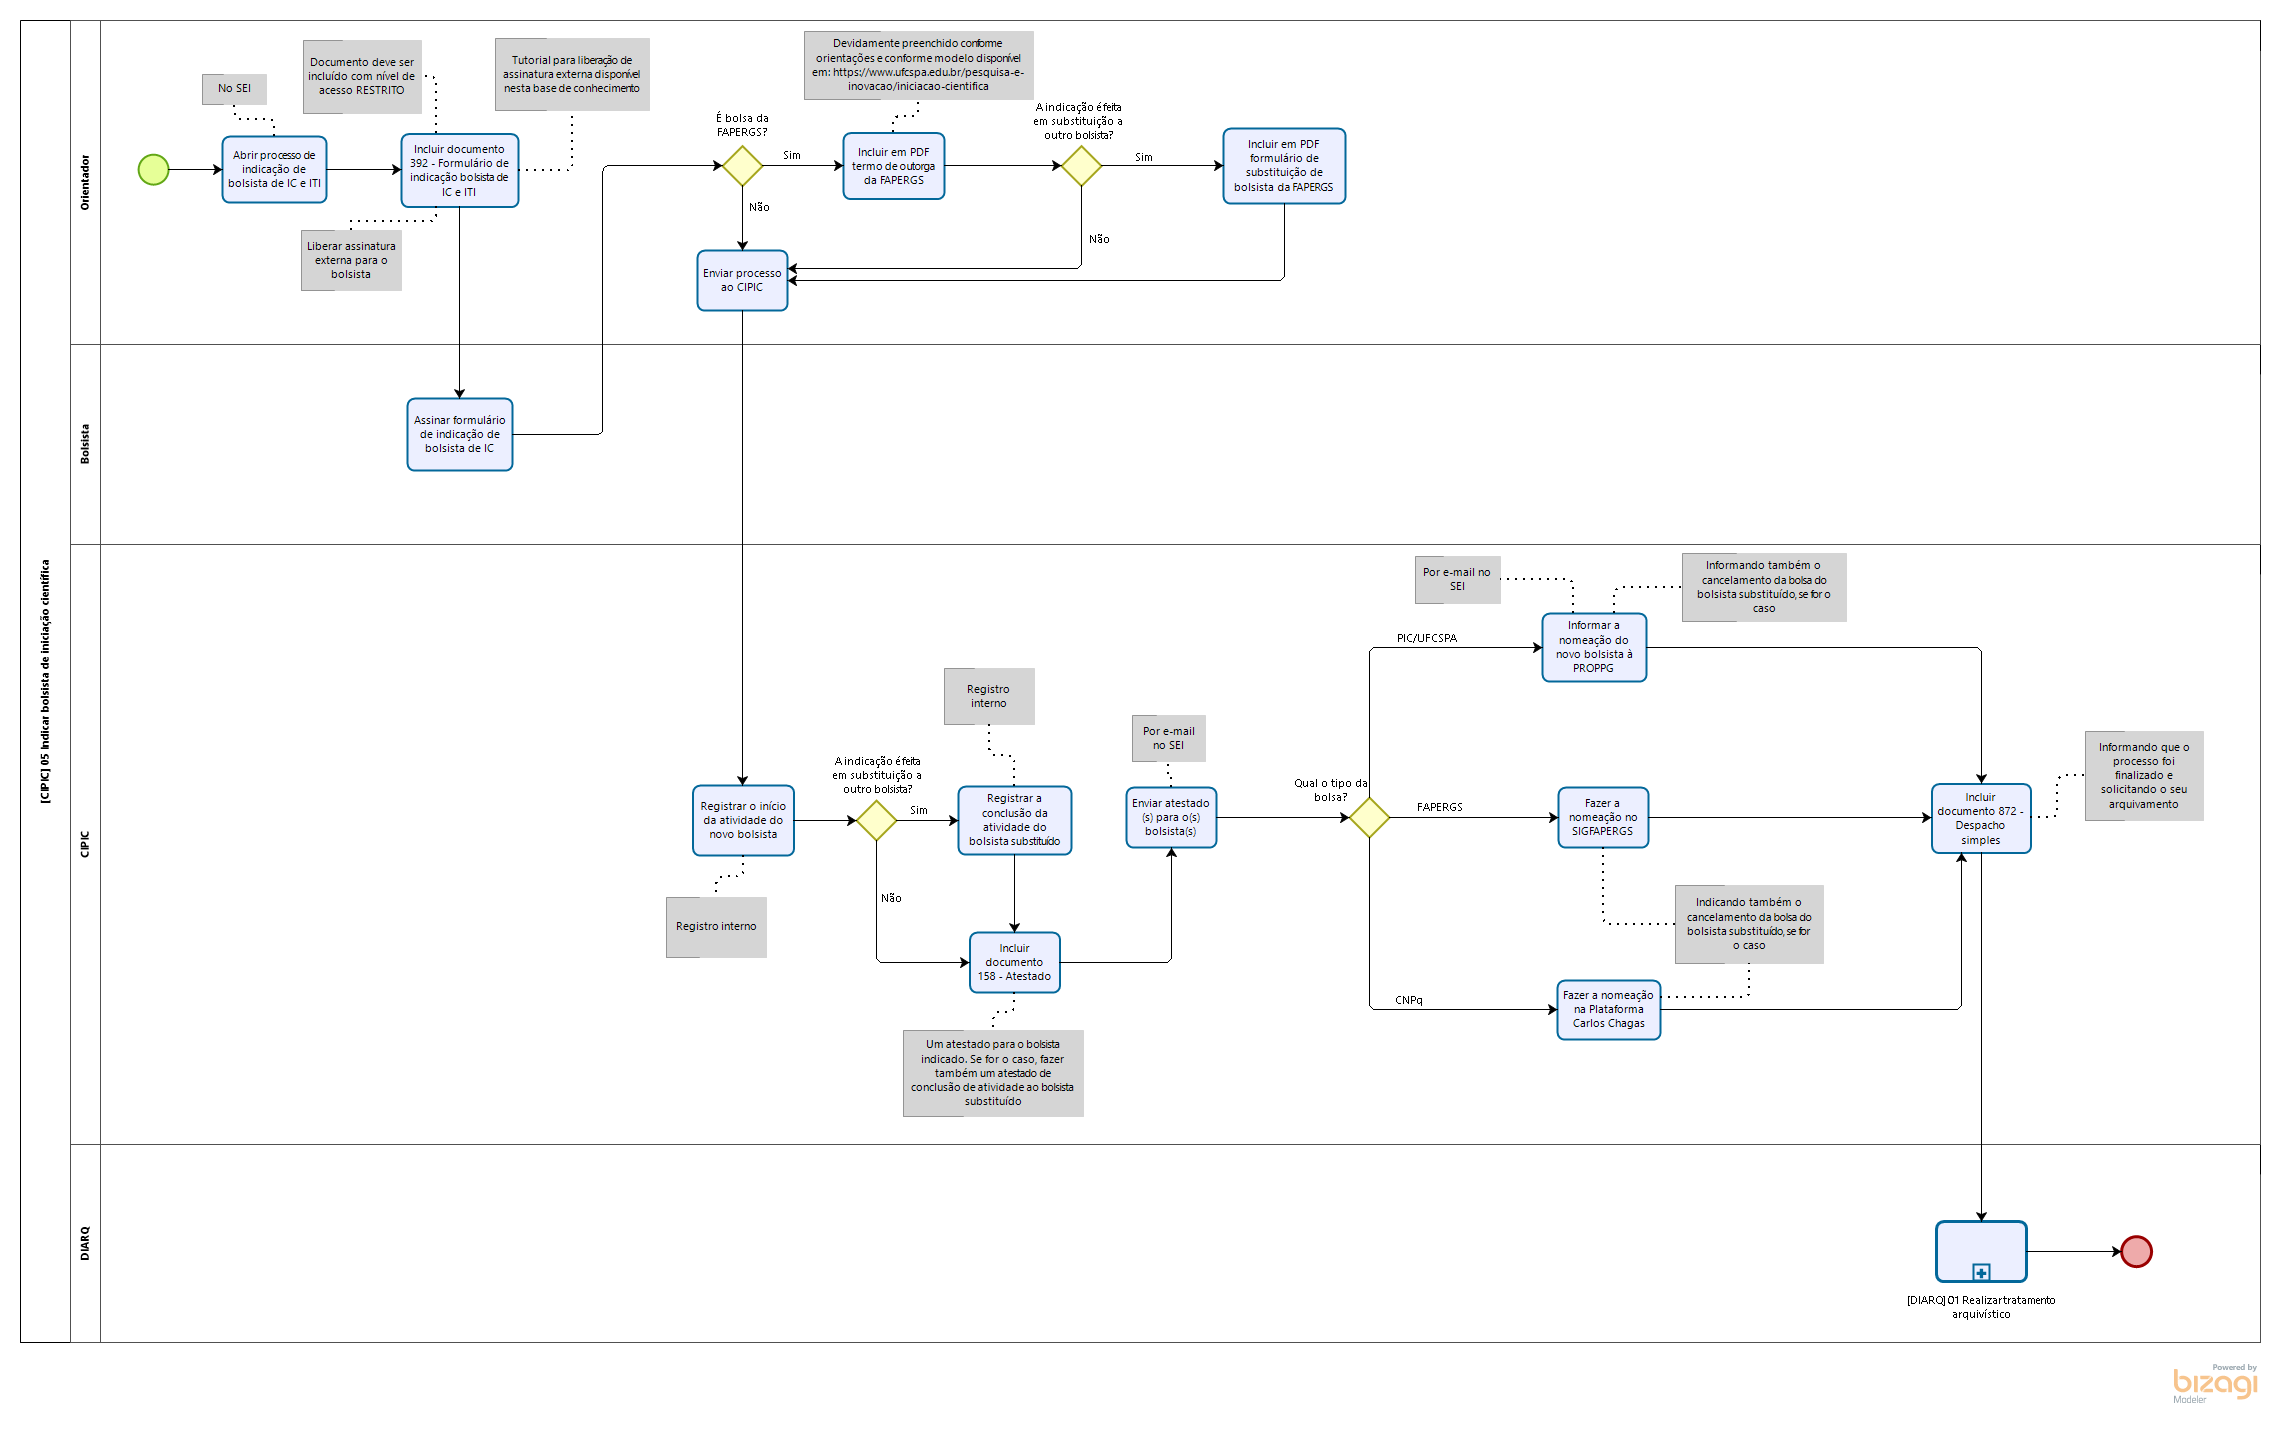 [CIPIC] 05 Indicar bolsista de iniciação científica
Orientador
No SEI
Documento deve ser
incluído com nível de
acesso RESTRITO
Tutorial para liberação de
assinatura externa disponível
nesta base de conhecimento
Abrir processo de
indicação de
bolsista de IC e ITI
Incluir documento
392 - Formulário de
indicação bolsista de
IC e ITI
Liberar assinatura
externa para o
bolsista
É bolsa da
FAPERGS?
Sim
Não
Devidamente preenchido conforme
orientações e conforme modelo disponível
em: https://www.ufcspa.edu.br/pesquisa-e-
inovacao/iniciacao-cientifica
Incluir em PDF
termo de outorga
da FAPERGS
A indicação é feita
em substituição a
outro bolsista?
Sim
Não
Incluir em PDF
formulário de
substituição de
bolsista da FAPERGS
Enviar processo
ao CIPIC
Bolsista
Assinar formulário
de indicação de
bolsista de IC
CIPIC
Registrar o início
da atividade do
novo bolsista
Registro interno
A indicação é feita
em substituição a
outro bolsista?
Sim
Não
Registro
interno
Registrar a
conclusão da
atividade do
bolsista substituído
Incluir
documento
158 - Atestado
Um atestado para o bolsista
indicado. Se for o caso, fazer
também um atestado de
conclusão de atividade ao bolsista
substituído
Por e-mail
no SEI
Enviar atestado
(s) para o(s)
bolsista(s)
Qual o tipo da
bolsa?
PIC/UFCSPA
FAPERGS
CNPq
Por e-mail no
SEI
Informando também o
cancelamento da bolsa do
bolsista substituído, se for o
caso
Informar a
nomeação do
novo bolsista à
PROPPG
Fazer a
nomeação no
SIGFAPERGS
Indicando também o
cancelamento da bolsa do
bolsista substituído, se for
o caso
Fazer a nomeação
na Plataforma
Carlos Chagas
Incluir
documento 872 -
Despacho
simples
Informando que o
processo foi
finalizado e
solicitando o seu
arquivamento
DIARQ
[DIARQ] 01 Realizar tratamento
arquivístico
Powered by
bizagi
Modeler